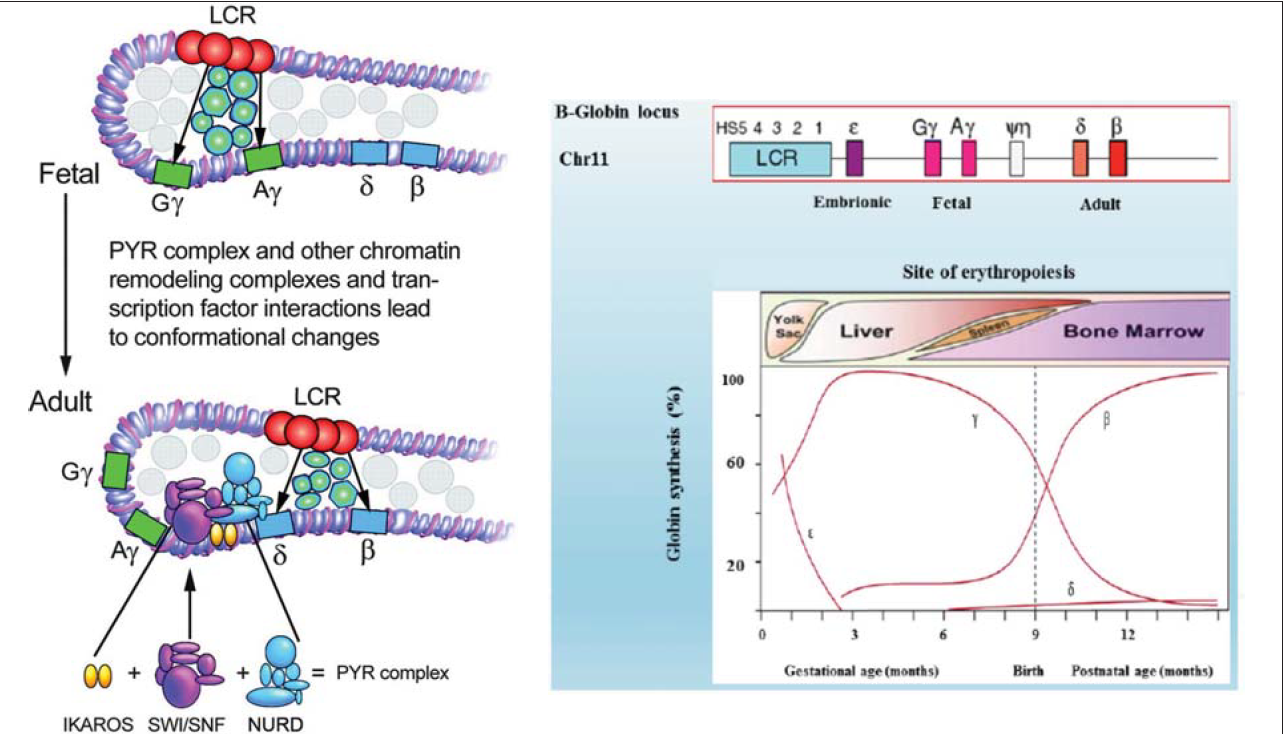 LCR
Fetal
Gγ
Aγ
δ
β
PYR complex and other chromatin
remodeling complexes and tran-
scription factor interactions lead
to conformational changes
Adult
LCR
Gγ
Aγ
δ
β
IKAROS + SWI/SNF + NURD = PYR complex
B-Globin locus
HS5 4 3 2 1 ε Gγ Aγ ψη δ β
Chr11
LCR
Embrionic Fetal Adult
Site of erythropoiesis
Yolk
Sac
Liver
Spleen
Bone Marrow
Globin synthesis (%)
100
60
20
γ
β
ε
δ
0 3 6 9 12
Gestational age (months) Birth Postnatal age (months)